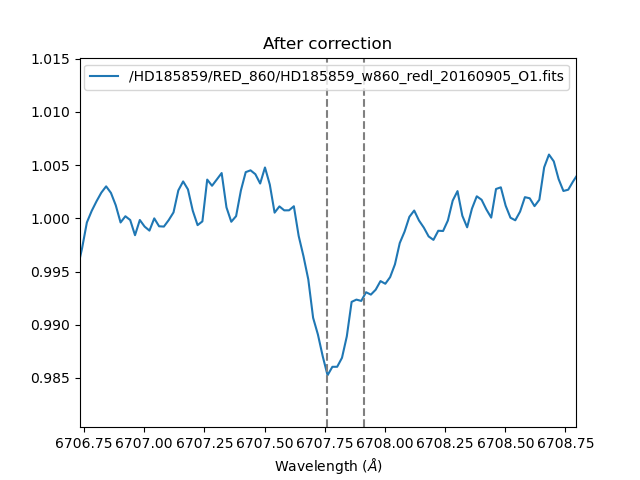 After correction
/HD185859/RED_860/HD185859_w860_redl_20160905_O1.fits
1.015
1.010
1.005
1.000
0.995
0.990
0.985
6706.75 6707.00 6707.25 6707.50 6707.75 6708.00 6708.25 6708.50 6708.75
Wavelength (Å)